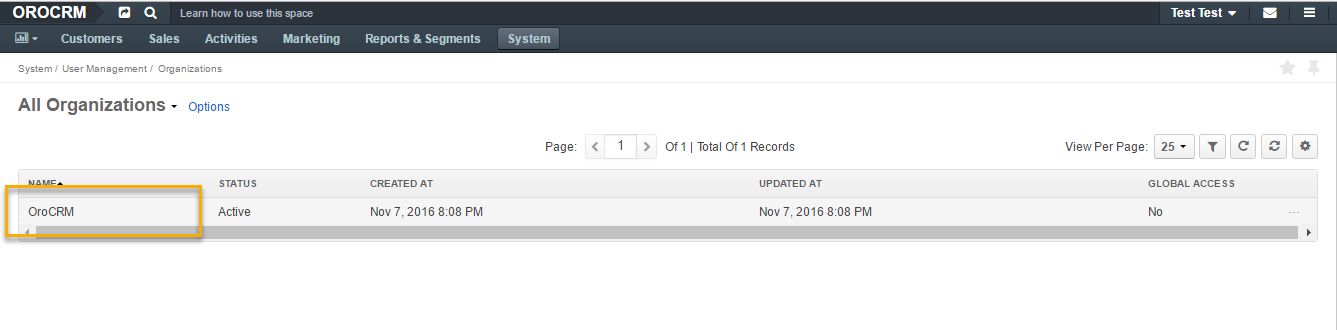 OROCRM Learn how to use this space Test Test
Customers Sales Activities Marketing Reports & Segments System
System / User Management / Organizations
All Organizations Options
Page: 1 Of 1 | Total Of 1 Records View Per Page: 25
NAME STATUS CREATED AT UPDATED AT GLOBAL ACCESS
OroCRM Active Nov 7, 2016 8:08 PM Nov 7, 2016 8:08 PM No ...